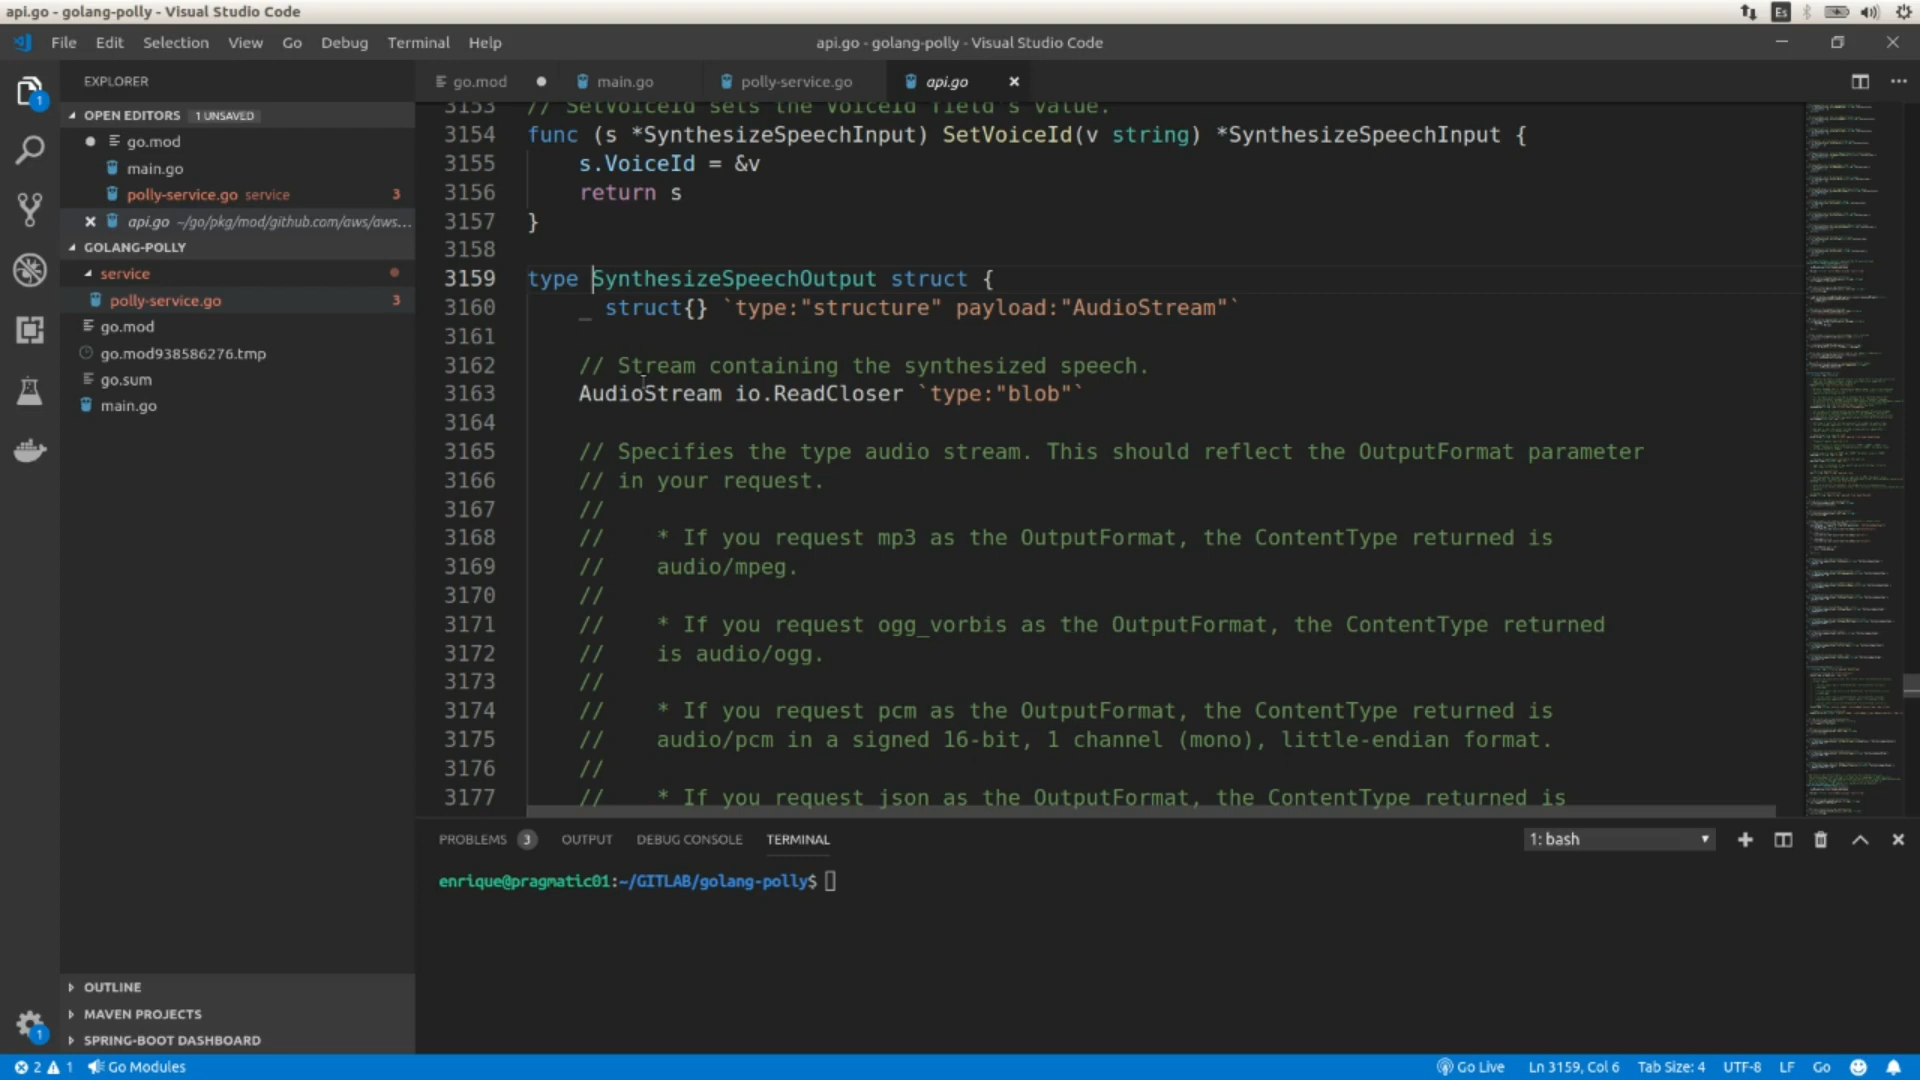 api.go - golang-polly - Visual Studio Code
Es
File Edit Selection View Go Debug Terminal Help
api.go - golang-polly - Visual Studio Code
EXPLORER
OPEN EDITORS 1 UNSAVED
go.mod
main.go
polly-service.go service 3
api.go ~/go/pkg/mod/github.com/aws/aws...
GOLANG-POLLY
service
polly-service.go 3
go.mod
go.mod938586276.tmp
go.sum
main.go
OUTLINE
MAVEN PROJECTS
SPRING-BOOT DASHBOARD
1
1
go.mod main.go polly-service.go api.go
3153 // SetVoiceId sets the VoiceId field's value.
3154 func (s *SynthesizeSpeechInput) SetVoiceId(v string) *SynthesizeSpeechInput {
3155 s.VoiceId = &v
3156 return s
3157 }
3158
3159 type SynthesizeSpeechOutput struct {
3160 _ struct{} `type:"structure" payload:"AudioStream"`
3161
3162 // Stream containing the synthesized speech.
3163 AudioStream io.ReadCloser `type:"blob"`
3164
3165 // Specifies the type audio stream. This should reflect the OutputFormat parameter
3166 // in your request.
3167 //
3168 // * If you request mp3 as the OutputFormat, the ContentType returned is
3169 // audio/mpeg.
3170 //
3171 // * If you request ogg_vorbis as the OutputFormat, the ContentType returned
3172 // is audio/ogg.
3173 //
3174 // * If you request pcm as the OutputFormat, the ContentType returned is
3175 // audio/pcm in a signed 16-bit, 1 channel (mono), little-endian format.
3176 //
3177 // * If you request json as the OutputFormat, the ContentType returned is
PROBLEMS 3 OUTPUT DEBUG CONSOLE TERMINAL 1: bash
enrique@pragmatic01:~/GITLAB/golang-polly$
2 1 Go Modules Go Live Ln 3159, Col 6 Tab Size: 4 UTF-8 LF Go